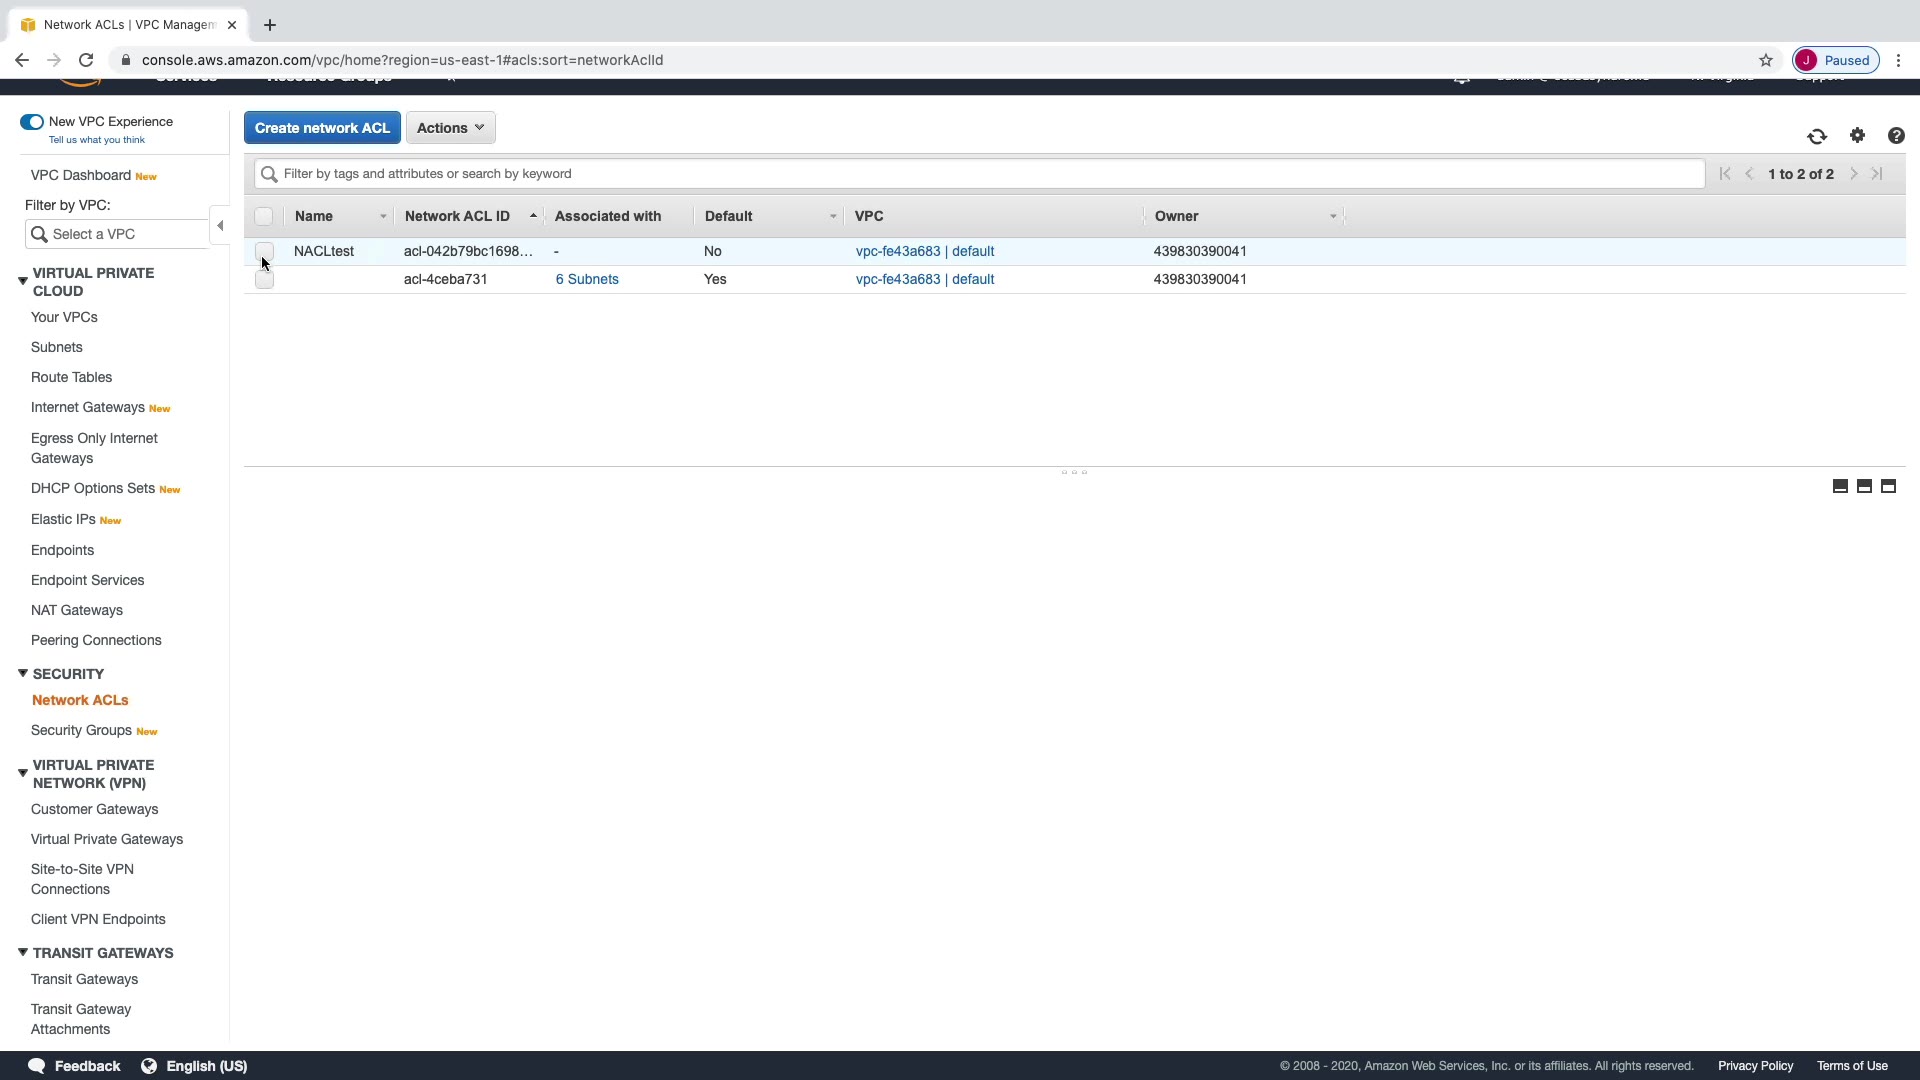 Network ACLs | VPC Managem
console.aws.amazon.com/vpc/home?region=us-east-1#acls:sort=networkAclId
J Paused
New VPC Experience
Tell us what you think
VPC Dashboard New
Filter by VPC:
Select a VPC
VIRTUAL PRIVATE
CLOUD
Your VPCs
Subnets
Route Tables
Internet Gateways New
Egress Only Internet
Gateways
DHCP Options Sets New
Elastic IPs New
Endpoints
Endpoint Services
NAT Gateways
Peering Connections
SECURITY
Network ACLs
Security Groups New
VIRTUAL PRIVATE
NETWORK (VPN)
Customer Gateways
Virtual Private Gateways
Site-to-Site VPN
Connections
Client VPN Endpoints
TRANSIT GATEWAYS
Transit Gateways
Transit Gateway
Attachments
Create network ACL Actions
Filter by tags and attributes or search by keyword
1 to 2 of 2
Name Network ACL ID Associated with Default VPC Owner
NACLtest acl-042b79bc1698... - No vpc-fe43a683 | default 439830390041
acl-4ceba731 6 Subnets Yes vpc-fe43a683 | default 439830390041
Feedback English (US)
© 2008 - 2020, Amazon Web Services, Inc. or its affiliates. All rights reserved. Privacy Policy Terms of Use